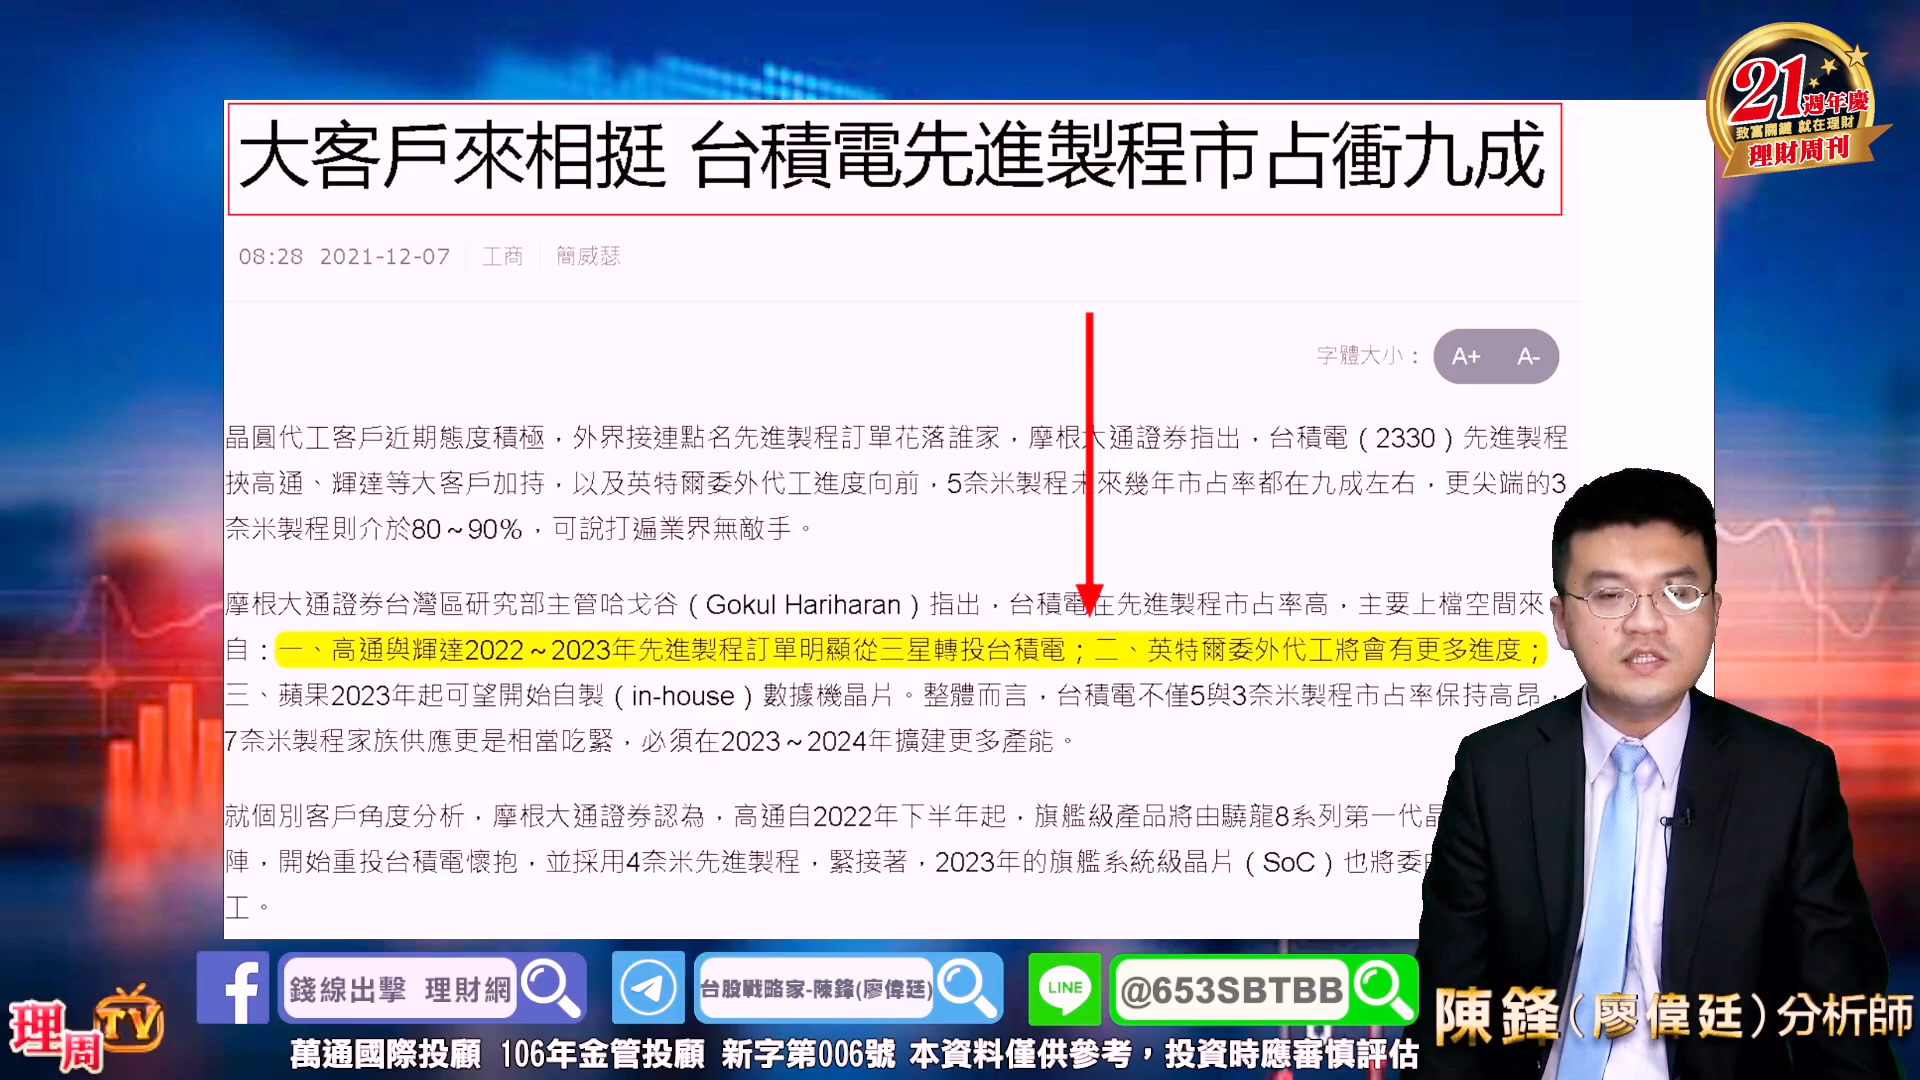 大客戶來相挺 台積電先進製程市占衝九成
21週年慶
致富關鍵 就在理財
理財周刊
08:28 2021-12-07 工商 簡威瑟
字體大小： A+ A-
晶圓代工客戶近期態度積極，外界接連點名先進製程訂單花落誰家，摩根大通證券指出，台積電（2330）先進製程
挾高通、輝達等大客戶加持，以及英特爾委外代工進度向前，5奈米製程未來幾年市占率都在九成左右，更尖端的3
奈米製程則介於80～90%，可說打遍業界無敵手。
摩根大通證券台灣區研究部主管哈戈谷（Gokul Hariharan）指出，台積電在先進製程市占率高，主要上檔空間來
自：一、高通與輝達2022～2023年先進製程訂單明顯從三星轉投台積電；二、英特爾委外代工將會有更多進度；
三、蘋果2023年起可望開始自製（in-house）數據機晶片。整體而言，台積電不僅5與3奈米製程市占率保持高昂，
7奈米製程家族供應更是相當吃緊，必須在2023～2024年擴建更多產能。
就個別客戶角度分析，摩根大通證券認為，高通自2022年下半年起，旗艦級產品將由驍龍8系列第一代晶
陣，開始重投台積電懷抱，並採用4奈米先進製程，緊接著，2023年的旗艦系統級晶片（SoC）也將委
工。
錢線出擊 理財網
台股戰略家-陳鋒(廖偉廷)
LINE @653SBTBB
陳鋒(廖偉廷)分析師
理周TV
萬通國際投顧 106年金管投顧 新字第006號 本資料僅供參考，投資時應審慎評估